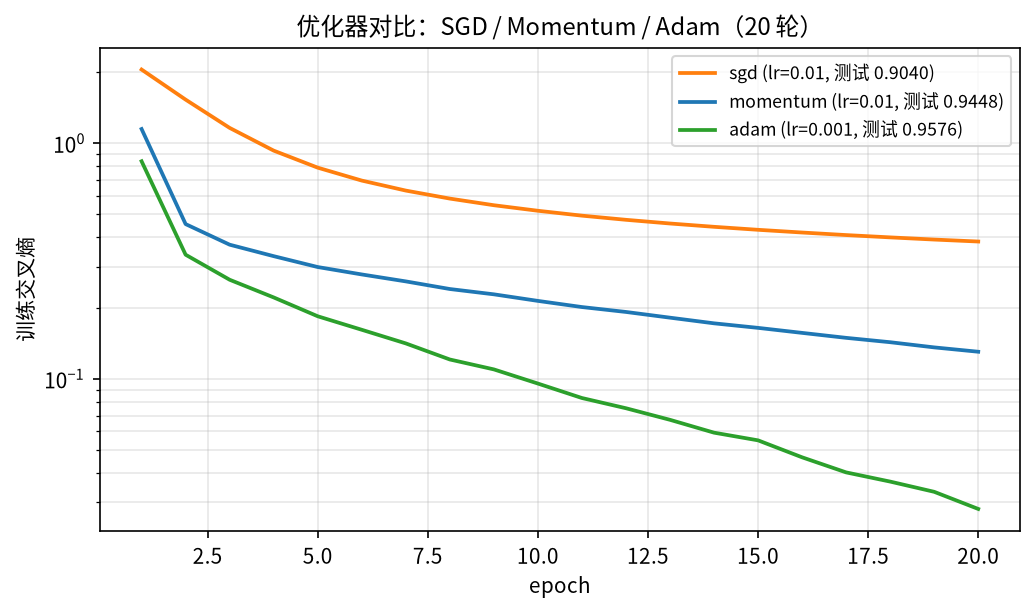 优化器对比：SGD / Momentum / Adam（20 轮）
sgd (lr=0.01, 测试 0.9040)
momentum (lr=0.01, 测试 0.9448)
adam (lr=0.001, 测试 0.9576)
训练交叉熵
10⁰
10⁻¹
2.5 5.0 7.5 10.0 12.5 15.0 17.5 20.0
epoch